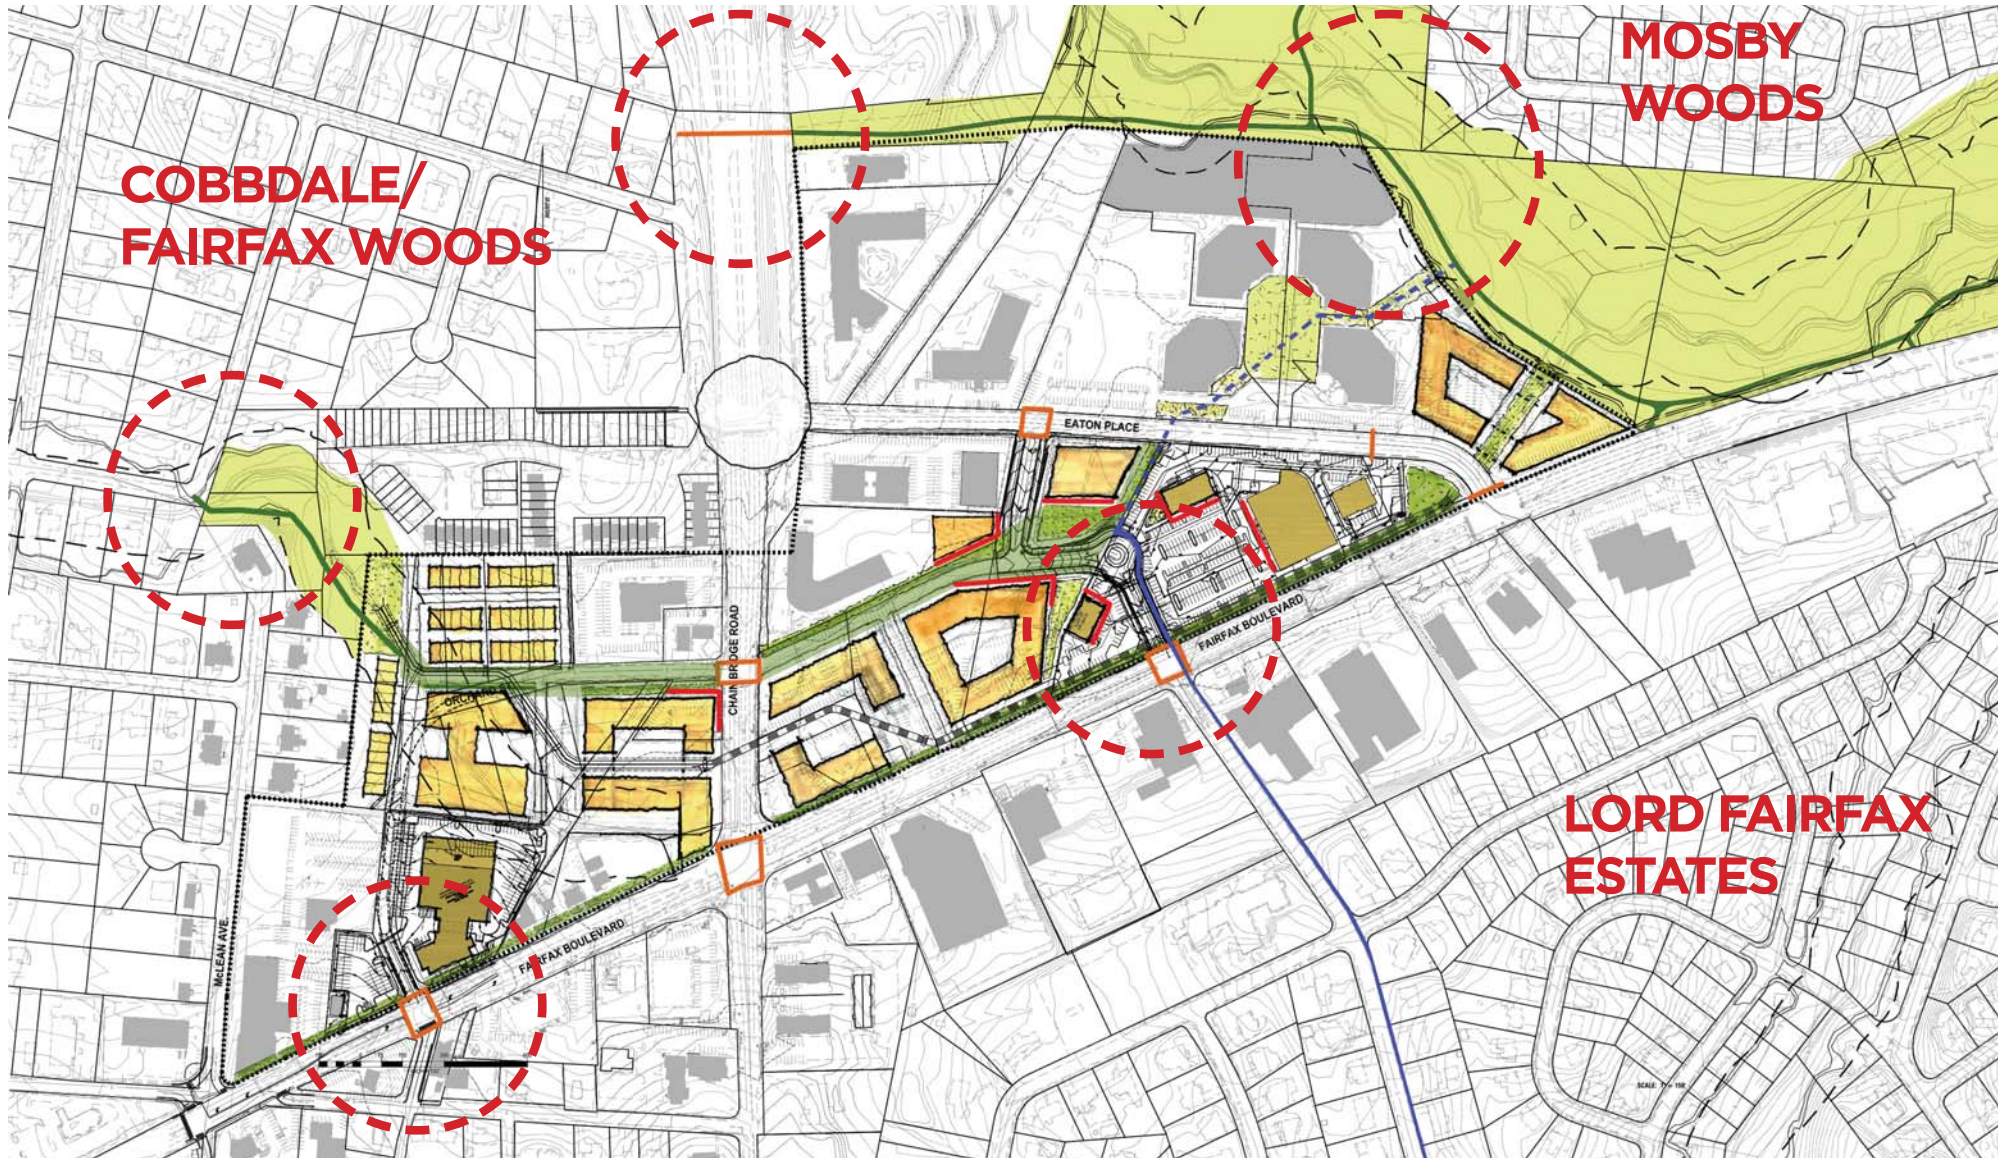 MOSBY
WOODS
COBBDALE/
FAIRFAX WOODS
EATON PLACE
CHAIN BRIDGE ROAD
FAIRFAX BOULEVARD
ORCHARD
LORD FAIRFAX
ESTATES
McLEAN AVE
FAIRFAX BOULEVARD